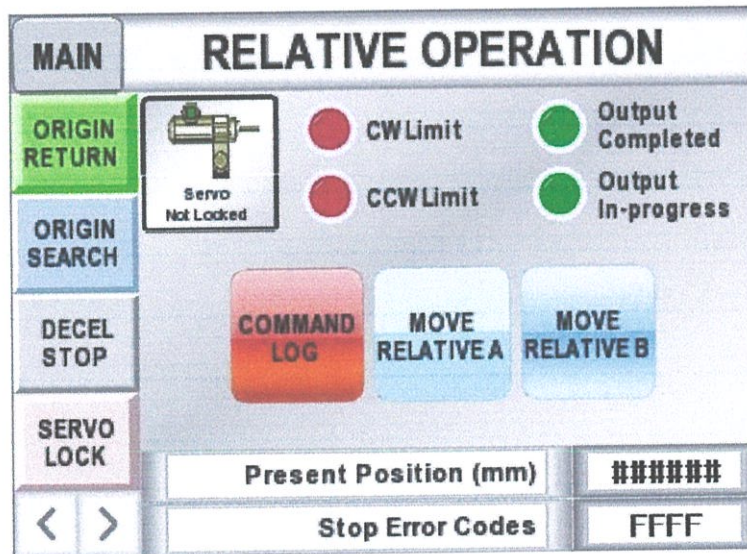 MAIN
RELATIVE OPERATION
ORIGIN
RETURN
Servo
Not Locked
CW Limit
Output
Completed
CCW Limit
Output
In-progress
ORIGIN
SEARCH
DECEL
STOP
SERVO
LOCK
COMMAND
LOG
MOVE
RELATIVE A
MOVE
RELATIVE B
Present Position (mm)
######
Stop Error Codes
FFFF
< >